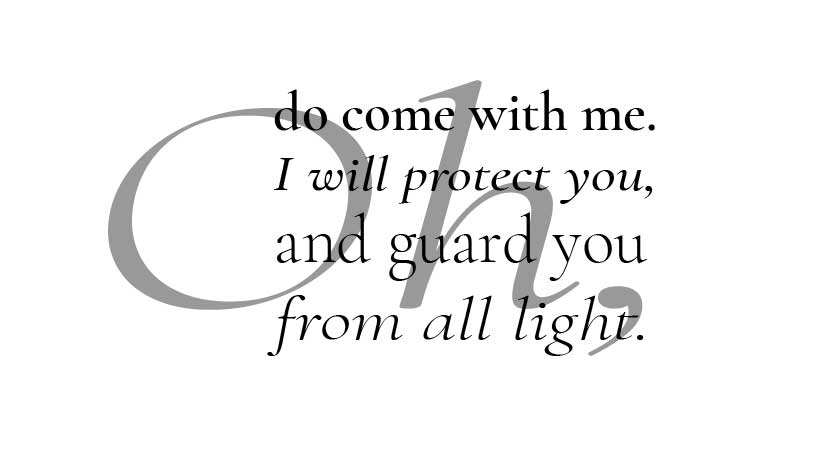 Oh,
do come with me.
I will protect you,
and guard you
from all light.